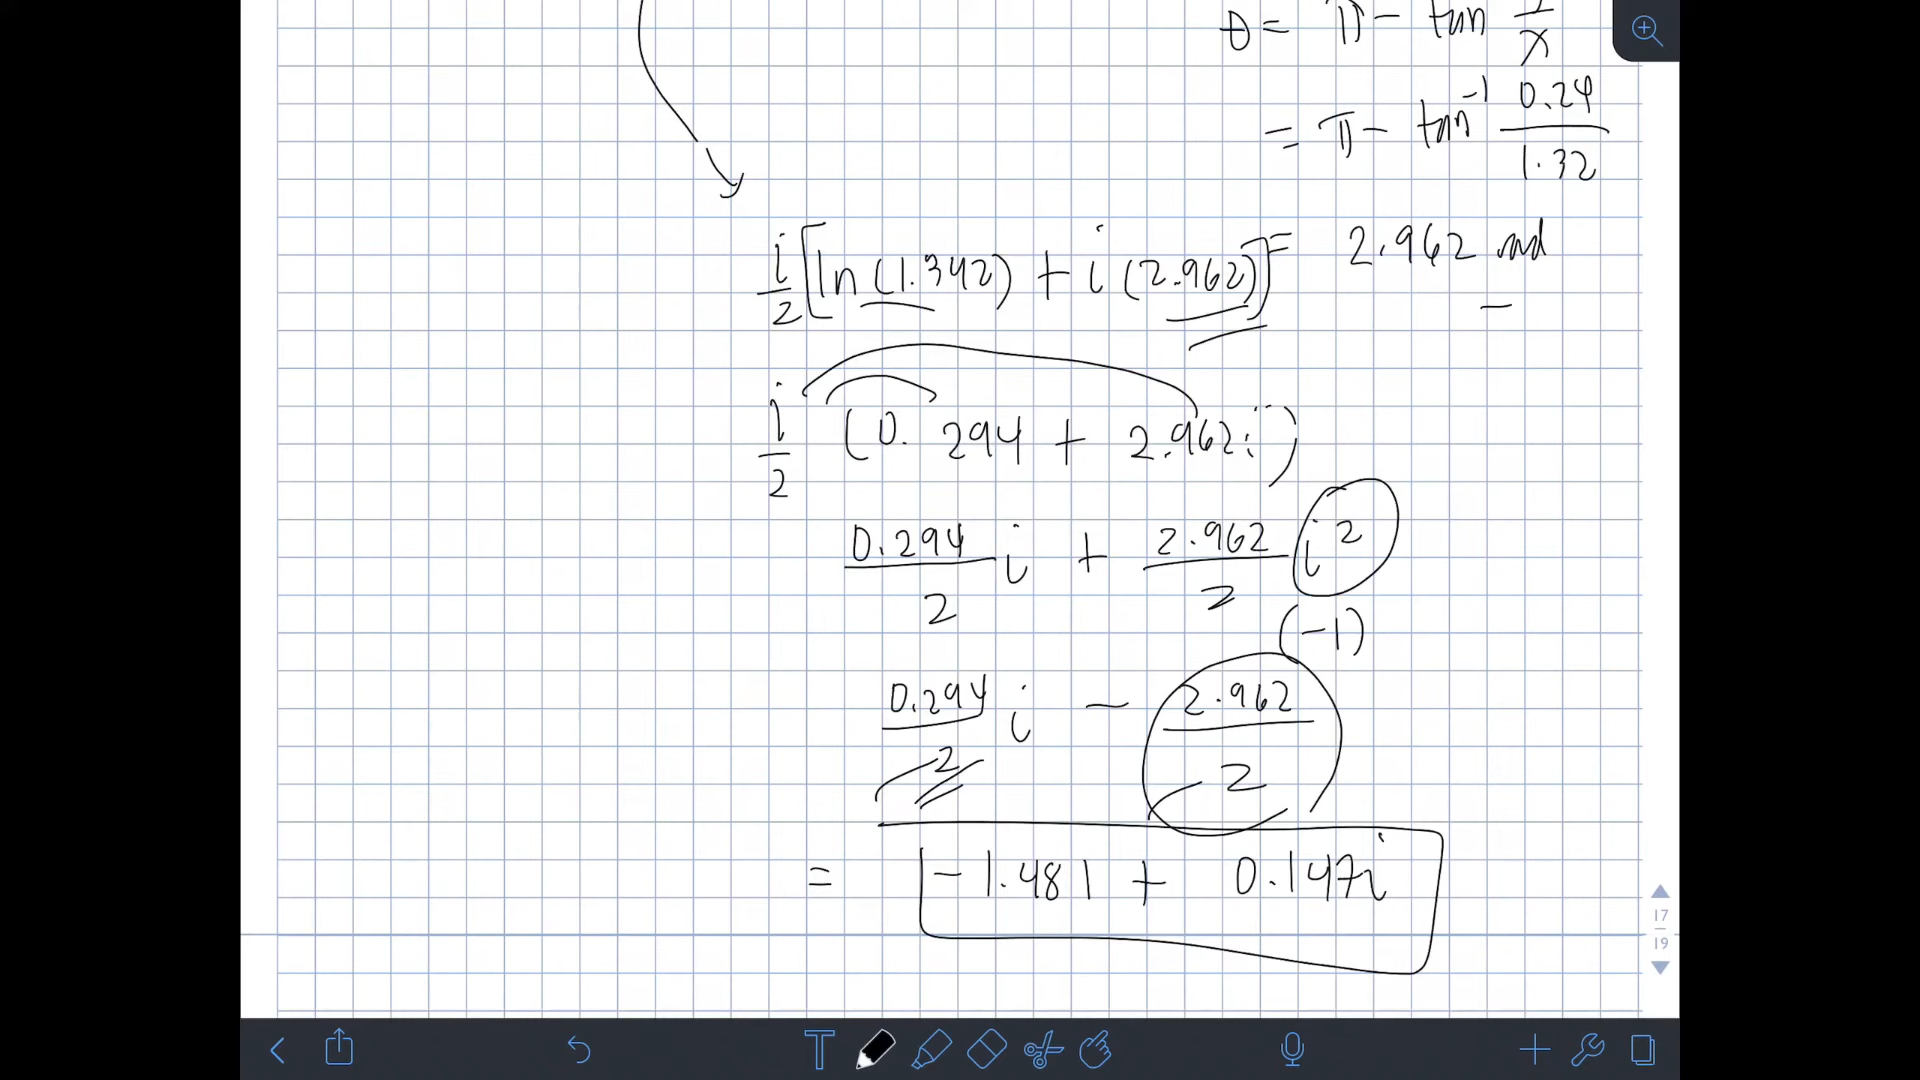 θ = π - tan y/x
= π - tan⁻¹ 0.24/1.32
= 2.962 rad
i/2 [ln (1.342) + i (2.962)]
i/2 (0.294 + 2.962i)
0.294/2 i + 2.962/2 i²
(-1)
0.294/2 i - 2.962/2
= -1.481 + 0.147i
17
19
T